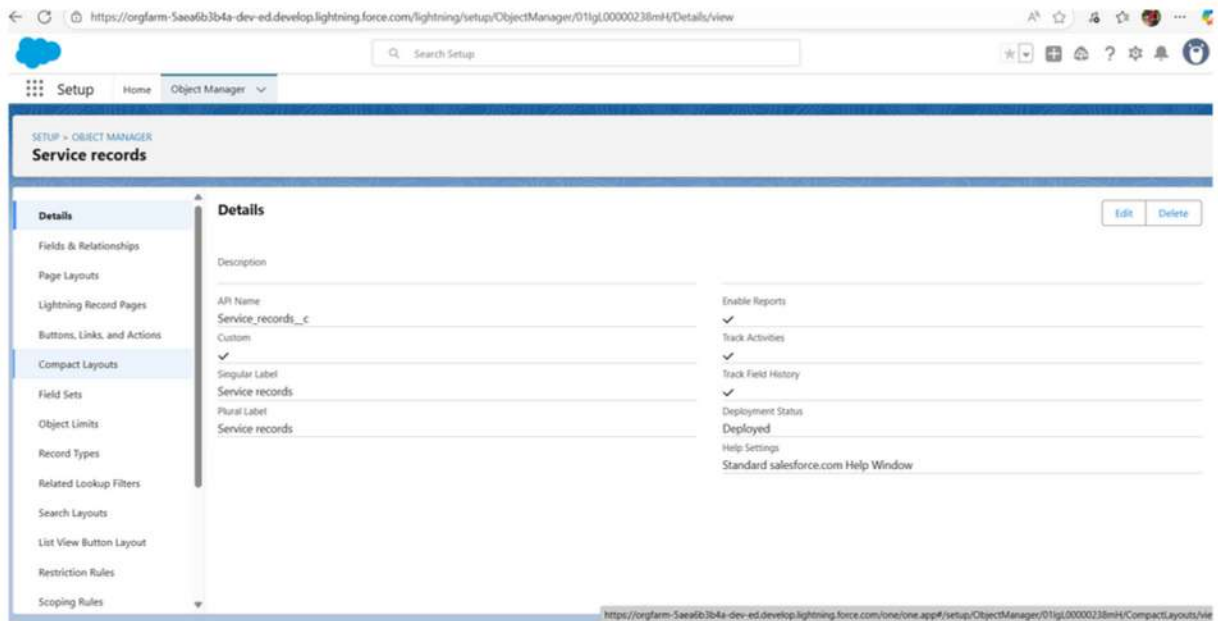 https://orgfarm-5aea6b3b4a-dev-ed.develop.lightning.force.com/lightning/setup/ObjectManager/01IgL00000238mH/Details/view
Search Setup
Setup
Home
Object Manager
SETUP > OBJECT MANAGER
Service records
Details
Fields & Relationships
Page Layouts
Lightning Record Pages
Buttons, Links, and Actions
Compact Layouts
Field Sets
Object Limits
Record Types
Related Lookup Filters
Search Layouts
List View Button Layout
Restriction Rules
Scoping Rules
Details
Edit
Delete
Description
API Name
Service_records__c
Custom
Singular Label
Service records
Plural Label
Service records
Enable Reports
Track Activities
Track Field History
Deployment Status
Deployed
Help Settings
Standard salesforce.com Help Window
https://orgfarm-5aea6b3b4a-dev-ed.develop.lightning.force.com/one/one.app#/setup/ObjectManager/01IgL00000238mH/CompactLayouts/vie